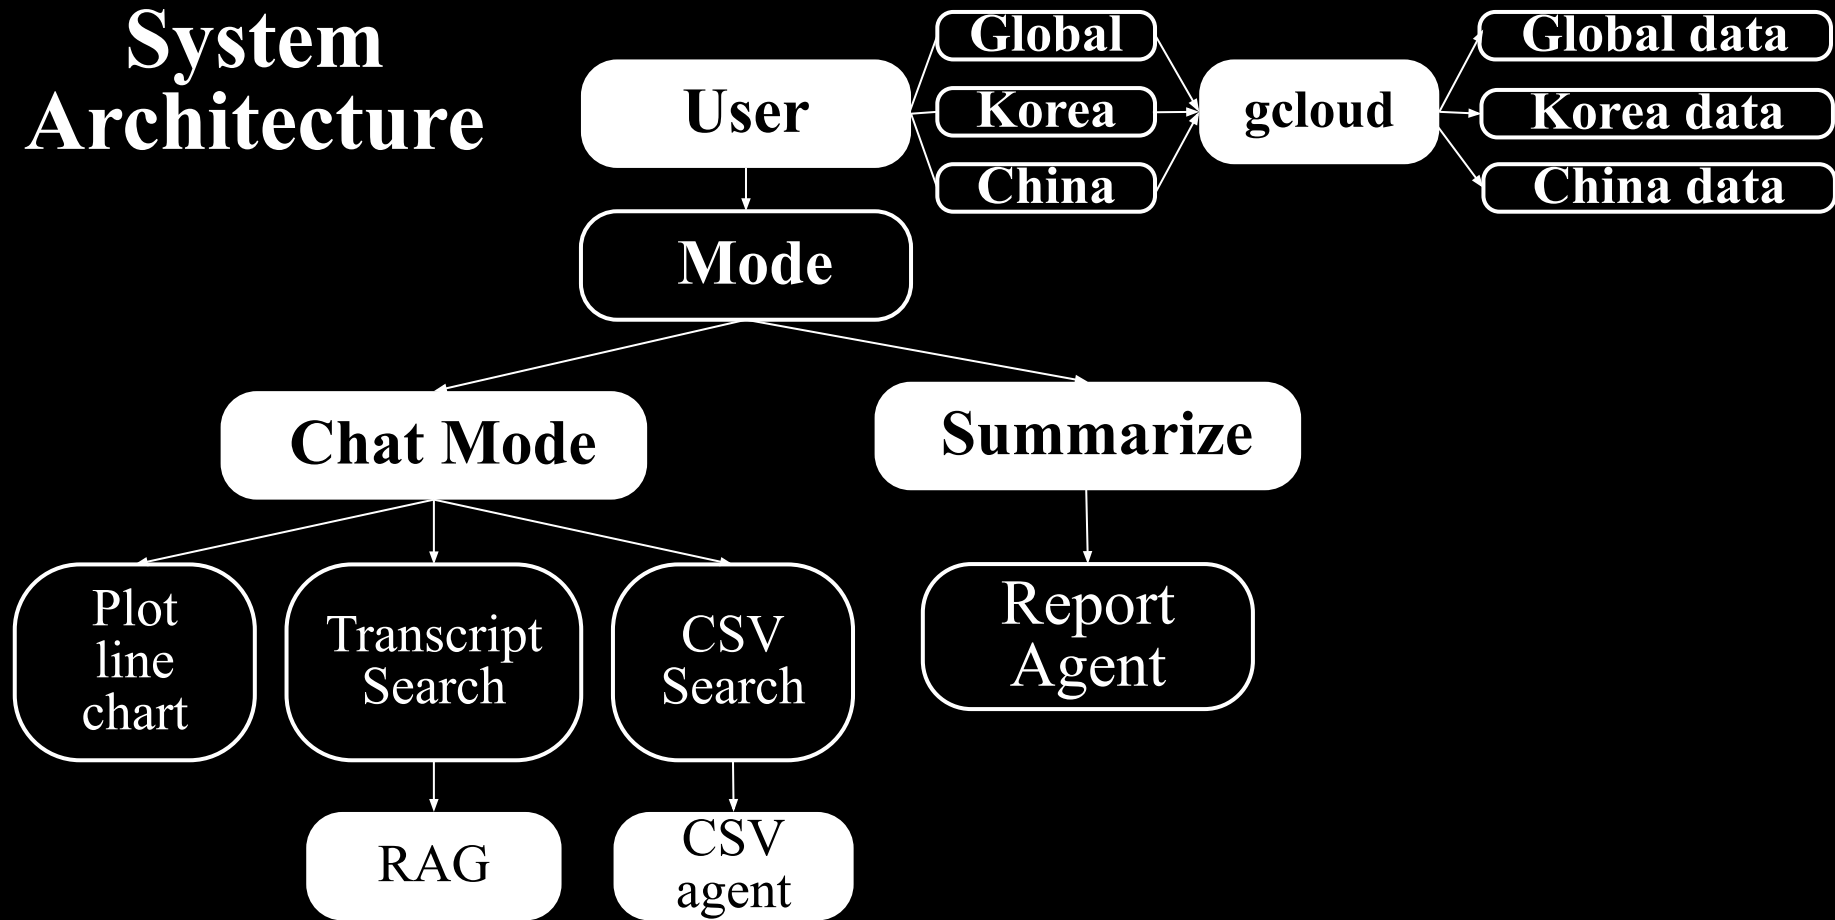 System
Architecture
User
Global
Korea
China
gcloud
Global data
Korea data
China data
Mode
Chat Mode
Summarize
Plot
line
chart
Transcript
Search
CSV
Search
Report
Agent
RAG
CSV
agent